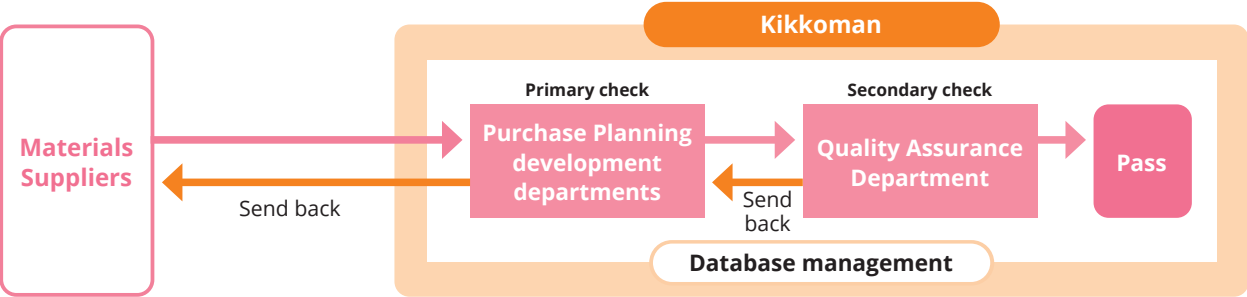 Kikkoman
Materials
Suppliers
Send back
Primary check
Purchase Planning
development
departments
Send
back
Secondary check
Quality Assurance
Department
Pass
Database management